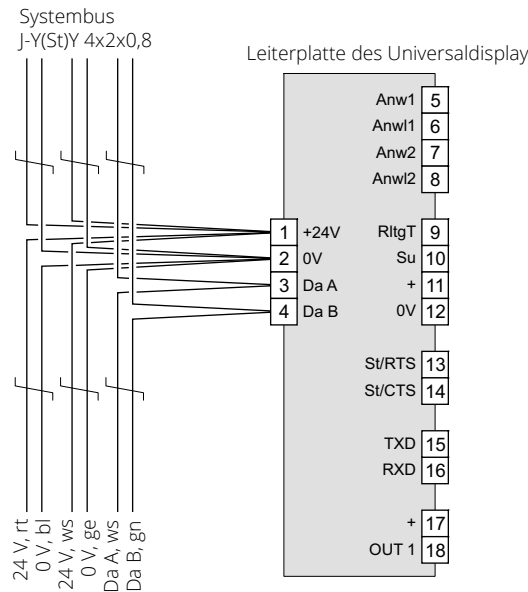 Systembus
J-Y(St)Y 4x2x0,8
Leiterplatte des Universaldisplay
Anw1 5
Anwl1 6
Anw2 7
Anwl2 8
1 +24V
RltgT 9
2 0V
Su 10
3 Da A
+ 11
4 Da B
0V 12
St/RTS 13
St/CTS 14
TXD 15
RXD 16
+ 17
OUT 1 18
24 V, rt
0 V, bl
24 V, ws
0 V, ge
Da A, ws
Da B, gn